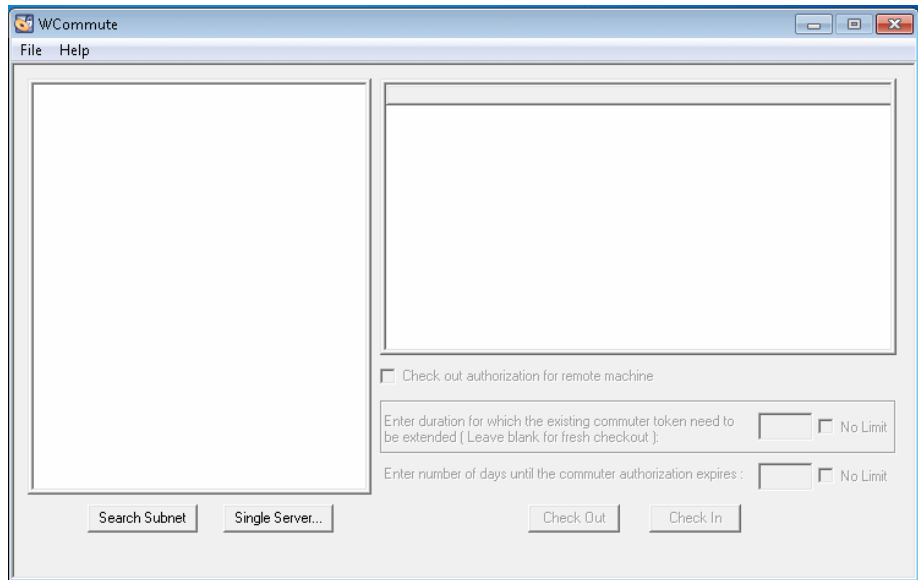 WCommute
File Help
Check out authorization for remote machine
Enter duration for which the existing commuter token need to
be extended ( Leave blank for fresh checkout ):
No Limit
Enter number of days until the commuter authorization expires :
No Limit
Search Subnet
Single Server...
Check Out
Check In